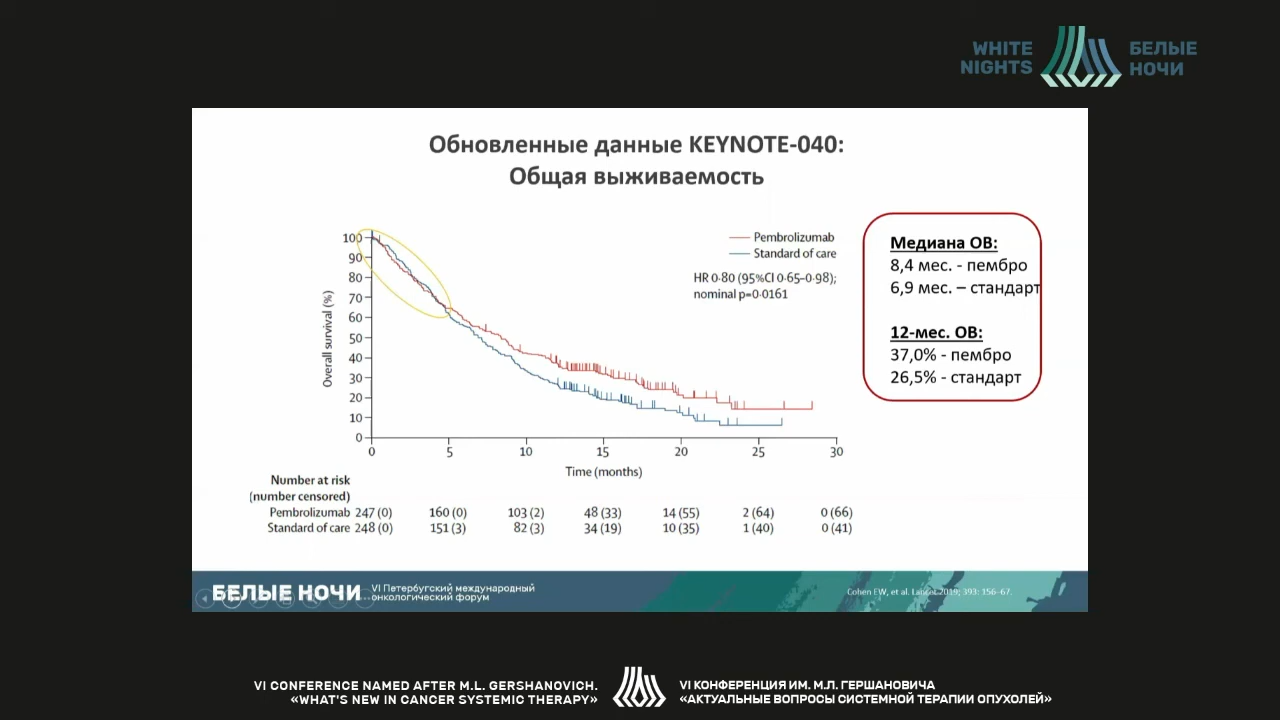 WHITE
NIGHTS
БЕЛЫЕ
НОЧИ
Обновленные данные KEYNOTE-040:
Общая выживаемость
Pembrolizumab
Standard of care
HR 0·80 (95%CI 0·65–0·98);
nominal p=0·0161
Медиана ОВ:
8,4 мес. - пембро
6,9 мес. – стандарт
12-мес. ОВ:
37,0% - пембро
26,5% - стандарт
Overall survival (%)
100
90
80
70
60
50
40
30
20
10
0
0 5 10 15 20 25 30
Time (months)
Number at risk
(number censored)
Pembrolizumab 247 (0) 160 (0) 103 (2) 48 (33) 14 (55) 2 (64) 0 (66)
Standard of care 248 (0) 151 (3) 82 (3) 34 (19) 10 (35) 1 (40) 0 (41)
БЕЛЫЕ НОЧИ
VI Петербургский международный
онкологический форум
Cohen EW, et al. Lancet 2019; 393: 156–67.
VI CONFERENCE NAMED AFTER M.L. GERSHANOVICH.
«WHAT'S NEW IN CANCER SYSTEMIC THERAPY»
VI КОНФЕРЕНЦИЯ ИМ. М.Л. ГЕРШАНОВИЧА
«АКТУАЛЬНЫЕ ВОПРОСЫ СИСТЕМНОЙ ТЕРАПИИ ОПУХОЛЕЙ»